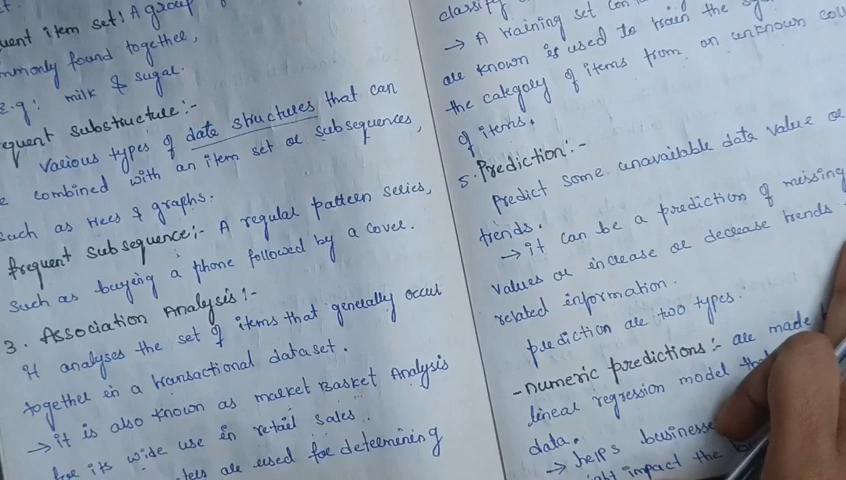 uent item set: A group
mmonly found together,
e.g: milk & sugar.
equent substructure:-
Various types of data structures that can
e combined with an item set or subsequences,
such as trees & graphs.
frequent subsequence:- A regular pattern series,
such as buying a phone followed by a cover.
3. Association Analysis:-
It analyses the set of items that generally occur
together in a transactional dataset.
→ it is also known as market Basket Analysis
for its wide use in retail sales.
are used for determining
classify
→ A training set con
are known is used to train the
the category of items from an unknown coll
of items.
5. Prediction:-
Predict some unavailable data value or
trends.
→ it can be a prediction of missing
values or increase or decrease trends
related information.
prediction are two types.
-numeric predictions:- are made b
lineal regression model that
data.
→ helps businesse
ght impact the b